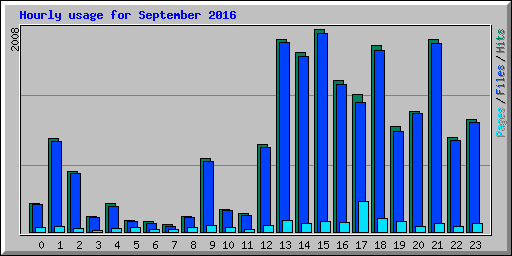 Hourly usage for September 2016
2008
Pages/Files/Hits
0 1 2 3 4 5 6 7 8 9 10 11 12 13 14 15 16 17 18 19 20 21 22 23